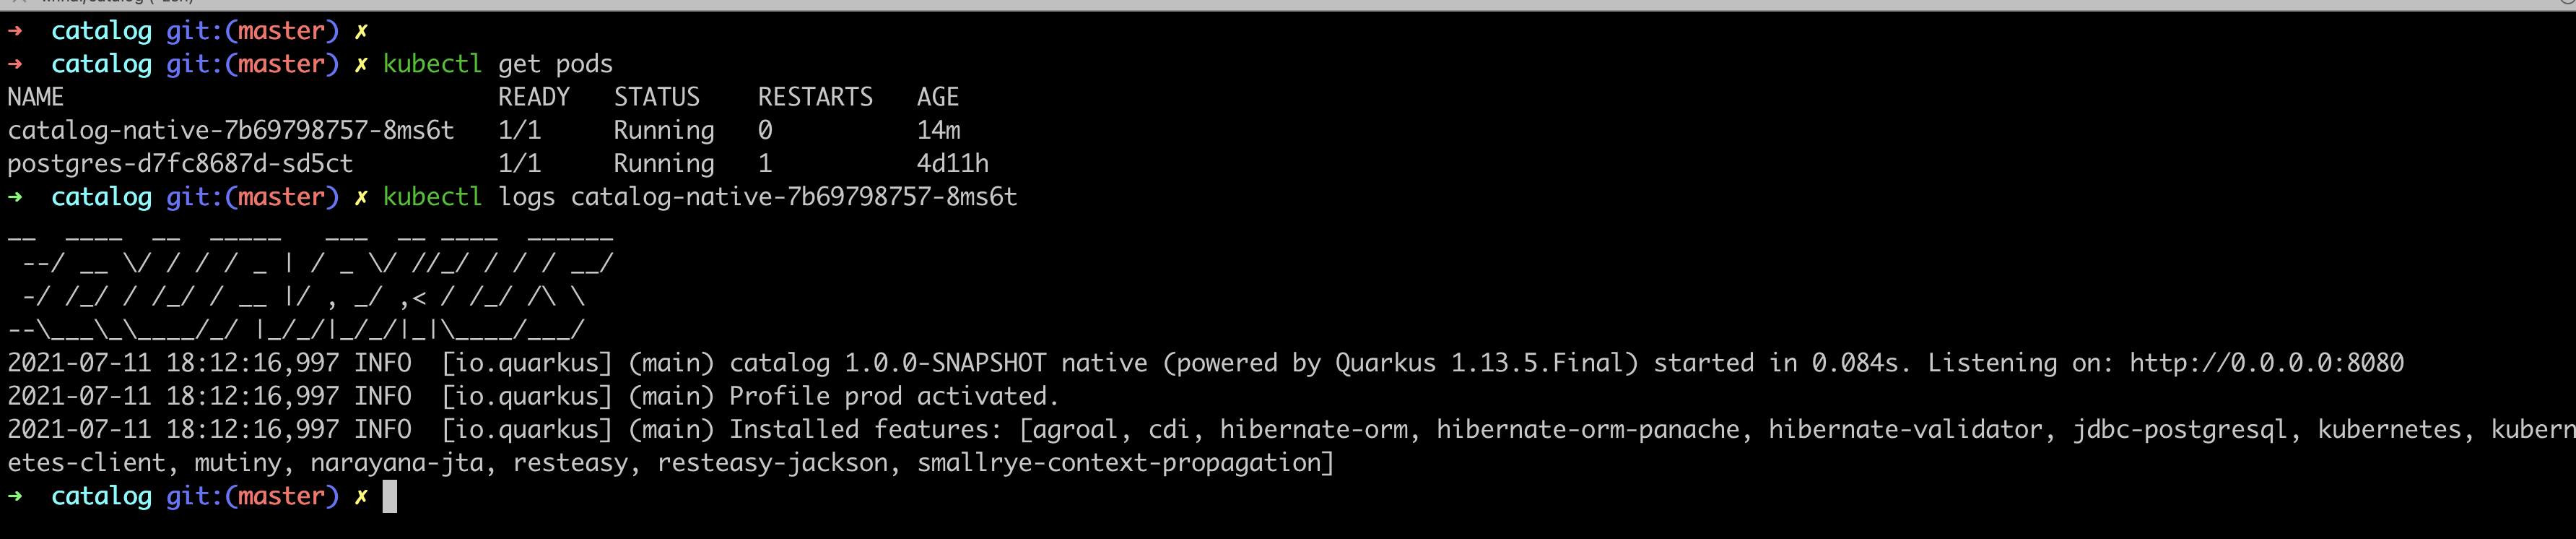 ➜  catalog git:(master) ✗
➜  catalog git:(master) ✗ kubectl get pods
NAME                              READY   STATUS    RESTARTS   AGE
catalog-native-7b69798757-8ms6t   1/1     Running   0          14m
postgres-d7fc8687d-sd5ct          1/1     Running   1          4d11h
➜  catalog git:(master) ✗ kubectl logs catalog-native-7b69798757-8ms6t
__  ____  __  _____   ___  __ ____  ______
 --/ __ \/ / / / _ | / _ \/ //_/ / / / __/
 -/ /_/ / /_/ / __ |/ , _/ ,< / /_/ /\ \
--\___\_\____/_/ |_/_/|_/_/|_|\____/___/
2021-07-11 18:12:16,997 INFO  [io.quarkus] (main) catalog 1.0.0-SNAPSHOT native (powered by Quarkus 1.13.5.Final) started in 0.084s. Listening on: http://0.0.0.0:8080
2021-07-11 18:12:16,997 INFO  [io.quarkus] (main) Profile prod activated.
2021-07-11 18:12:16,997 INFO  [io.quarkus] (main) Installed features: [agroal, cdi, hibernate-orm, hibernate-orm-panache, hibernate-validator, jdbc-postgresql, kubernetes, kubern
etes-client, mutiny, narayana-jta, resteasy, resteasy-jackson, smallrye-context-propagation]
➜  catalog git:(master) ✗